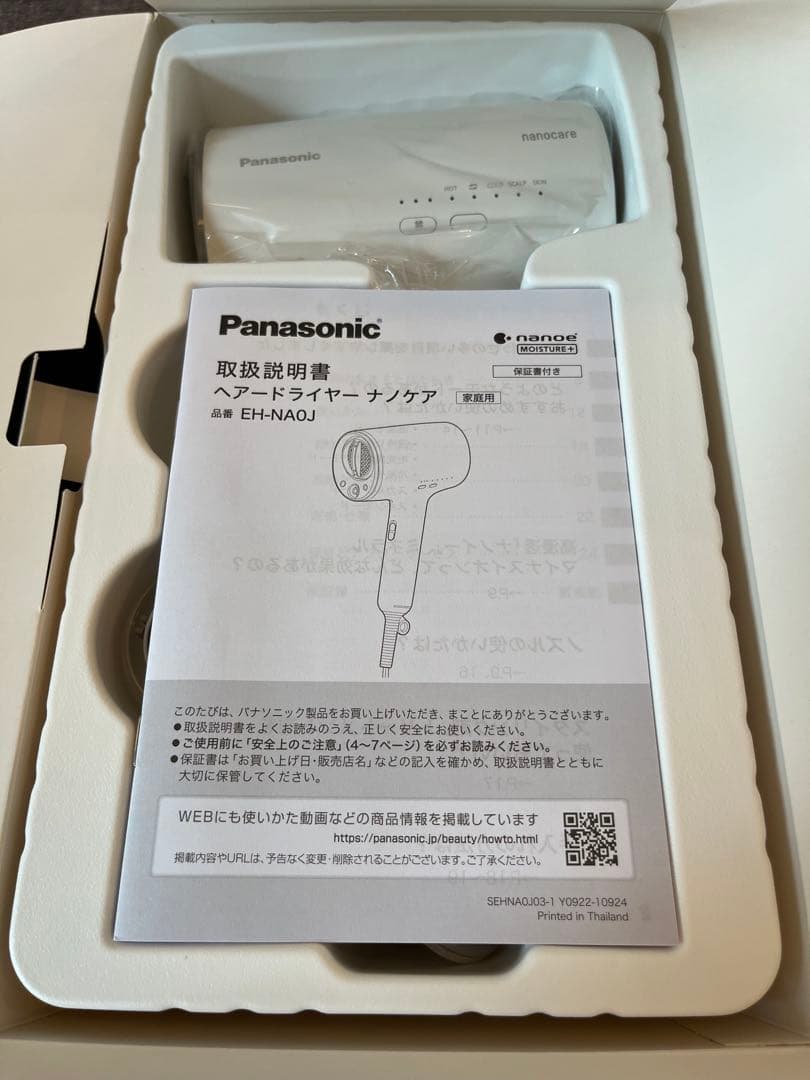 Panasonic
nanocare
HOT COLD SCALP SKIN
Panasonic®
nanoe™
MOISTURE+
取扱説明書
保証書付き
ヘアードライヤー ナノケア 家庭用
品番 EH-NA0J
このたびは、パナソニック製品をお買い上げいただき、まことにありがとうございます。
●取扱説明書をよくお読みのうえ、正しく安全にお使いください。
●ご使用前に「安全上のご注意」(4〜7ページ)を必ずお読みください。
●保証書は「お買い上げ日・販売店名」などの記入を確かめ、取扱説明書とともに
大切に保管してください。
WEBにも使いかた動画などの商品情報を掲載しています
https://panasonic.jp/beauty/howto.html
掲載内容やURLは、予告なく変更・削除されることがございます。ご了承ください。
SEHNA0J03-1 Y0922-10924
Printed in Thailand